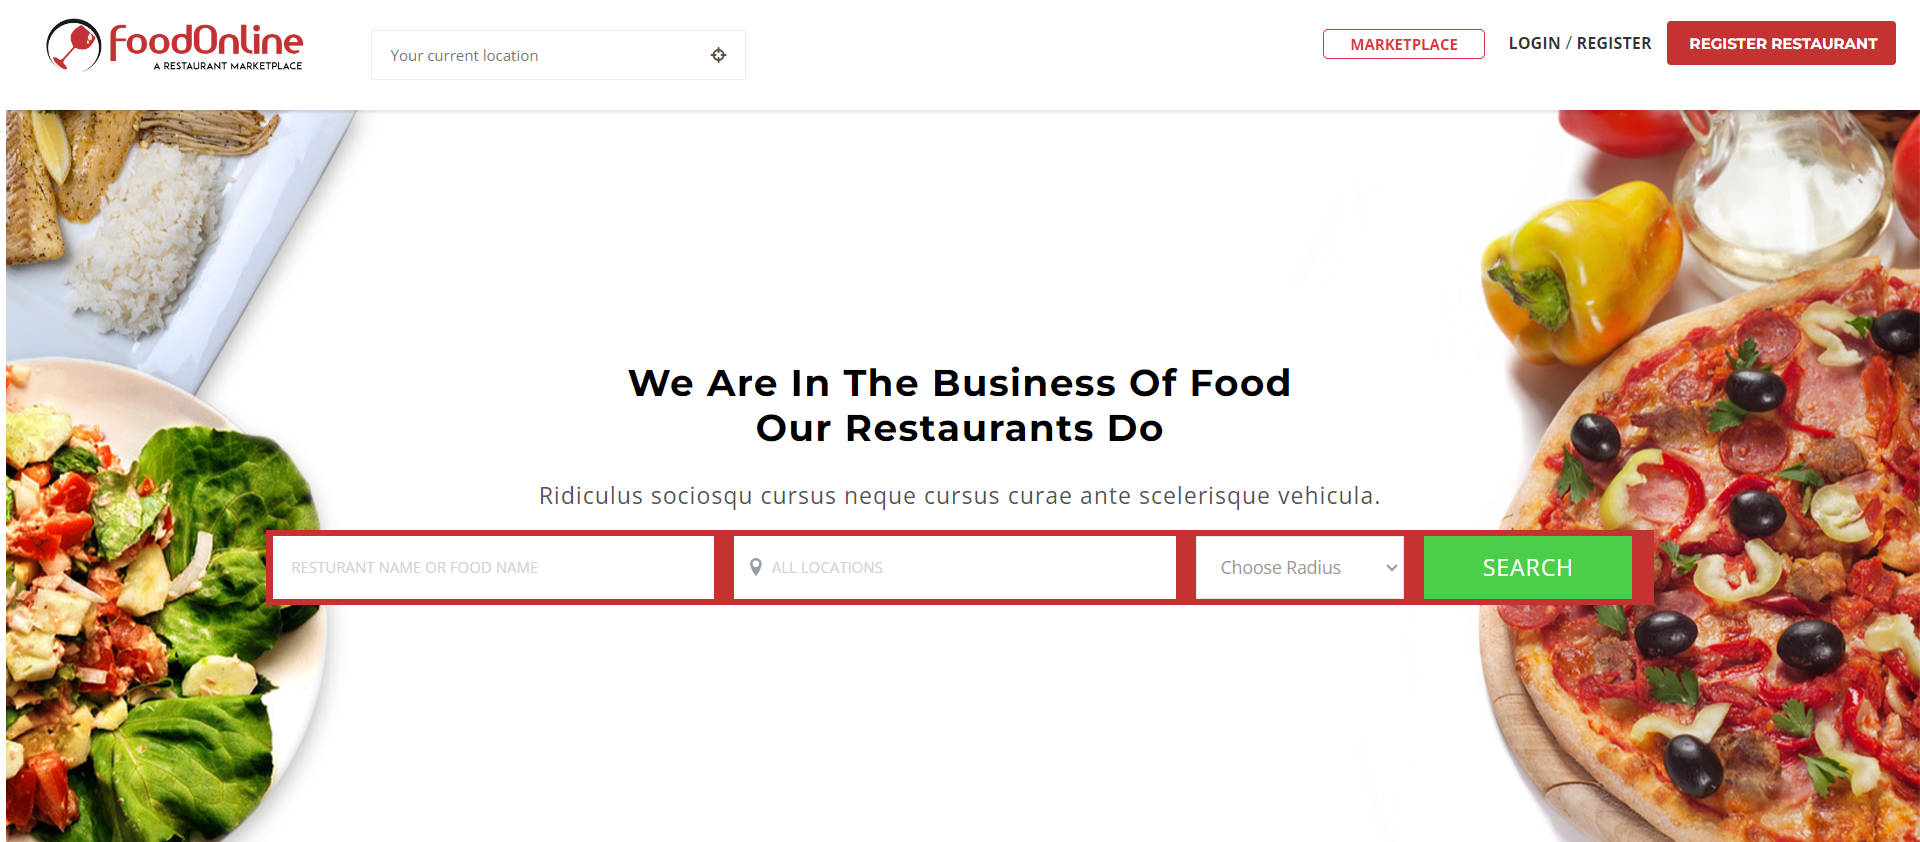 FoodOnline
A RESTAURANT MARKETPLACE
Your current location
MARKETPLACE
LOGIN / REGISTER
REGISTER RESTAURANT
We Are In The Business Of Food
Our Restaurants Do
Ridiculus sociosqu cursus neque cursus curae ante scelerisque vehicula.
RESTURANT NAME OR FOOD NAME
ALL LOCATIONS
Choose Radius
SEARCH